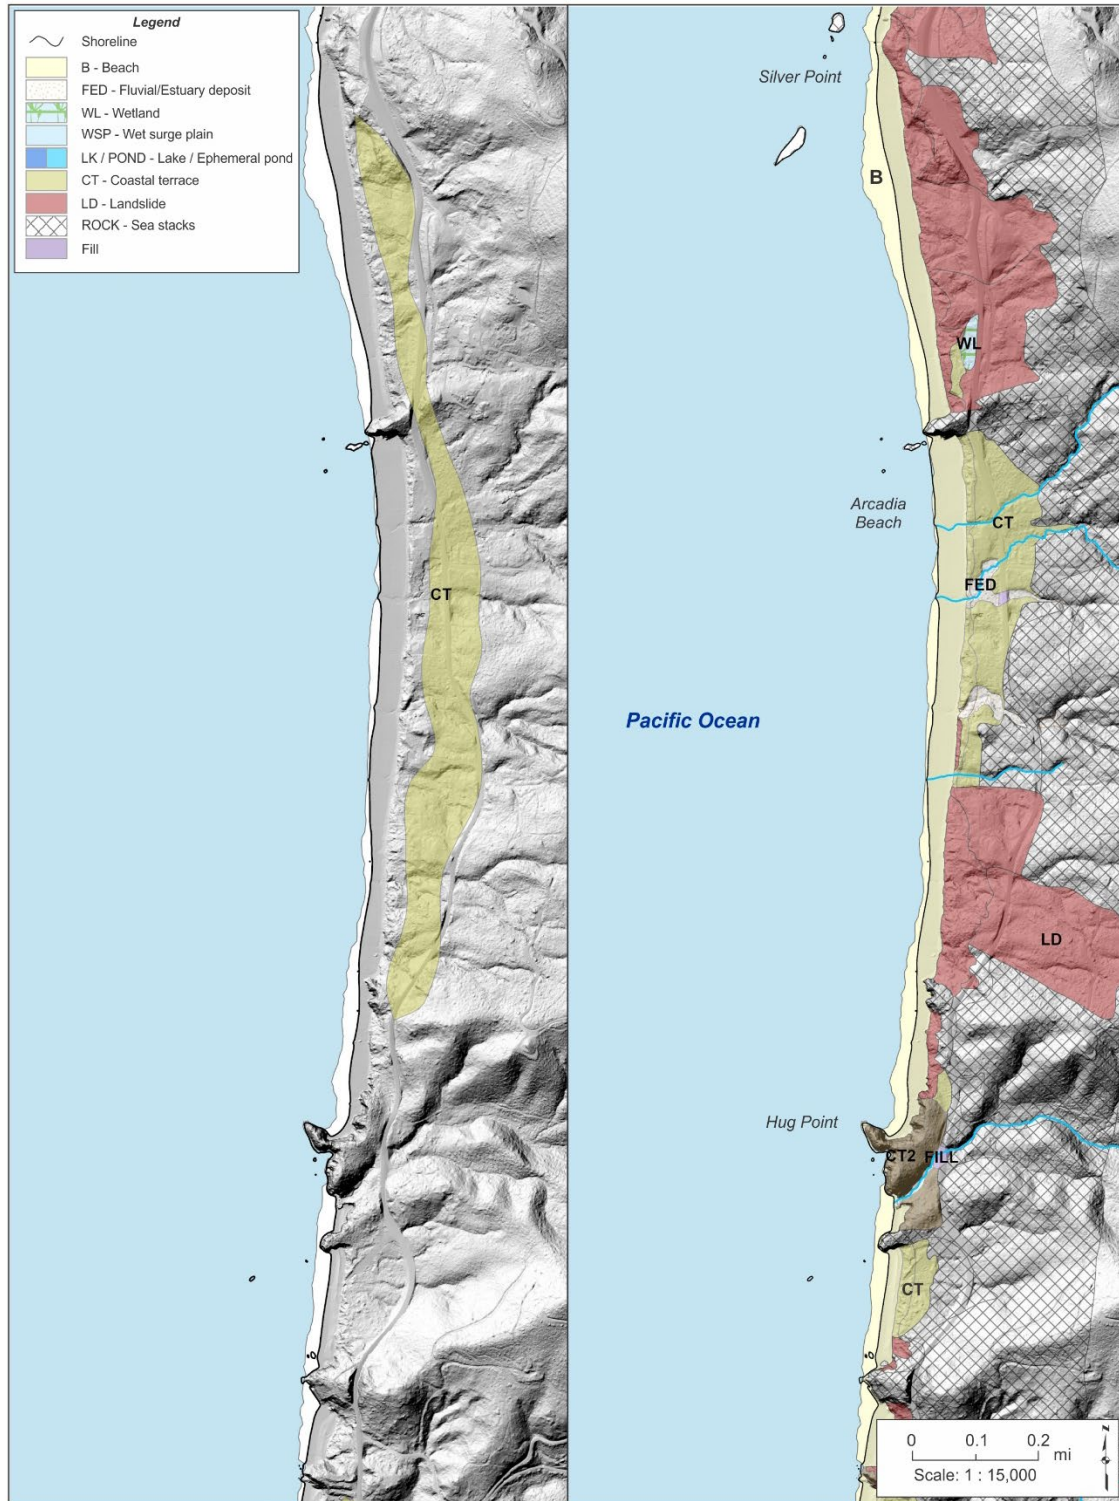 Legend
Shoreline
B - Beach
FED - Fluvial/Estuary deposit
WL - Wetland
WSP - Wet surge plain
LK / POND - Lake / Ephemeral pond
CT - Coastal terrace
LD - Landslide
ROCK - Sea stacks
Fill
CT
Silver Point
B
WL
Arcadia
Beach
CT
FED
Pacific Ocean
LD
Hug Point
CT2
FILL
CT
0 0.1 0.2
mi
Scale: 1 : 15,000
N